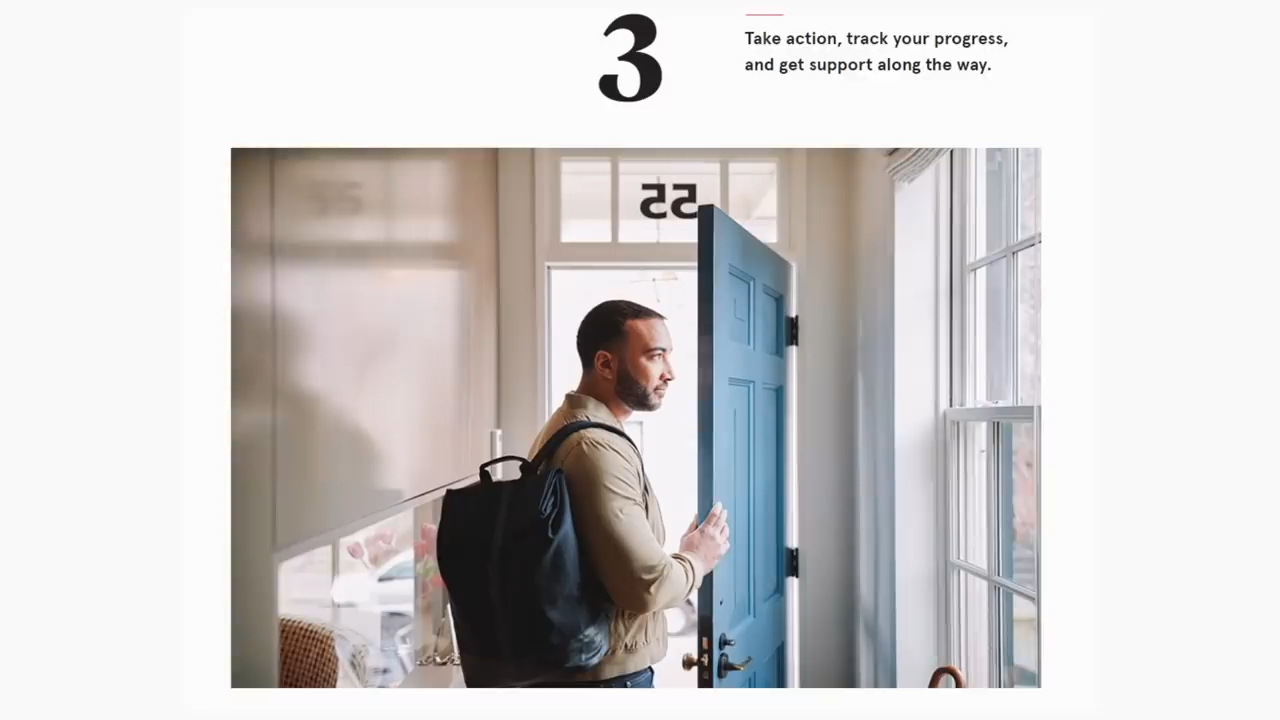 3
Take action, track your progress,
and get support along the way.
55